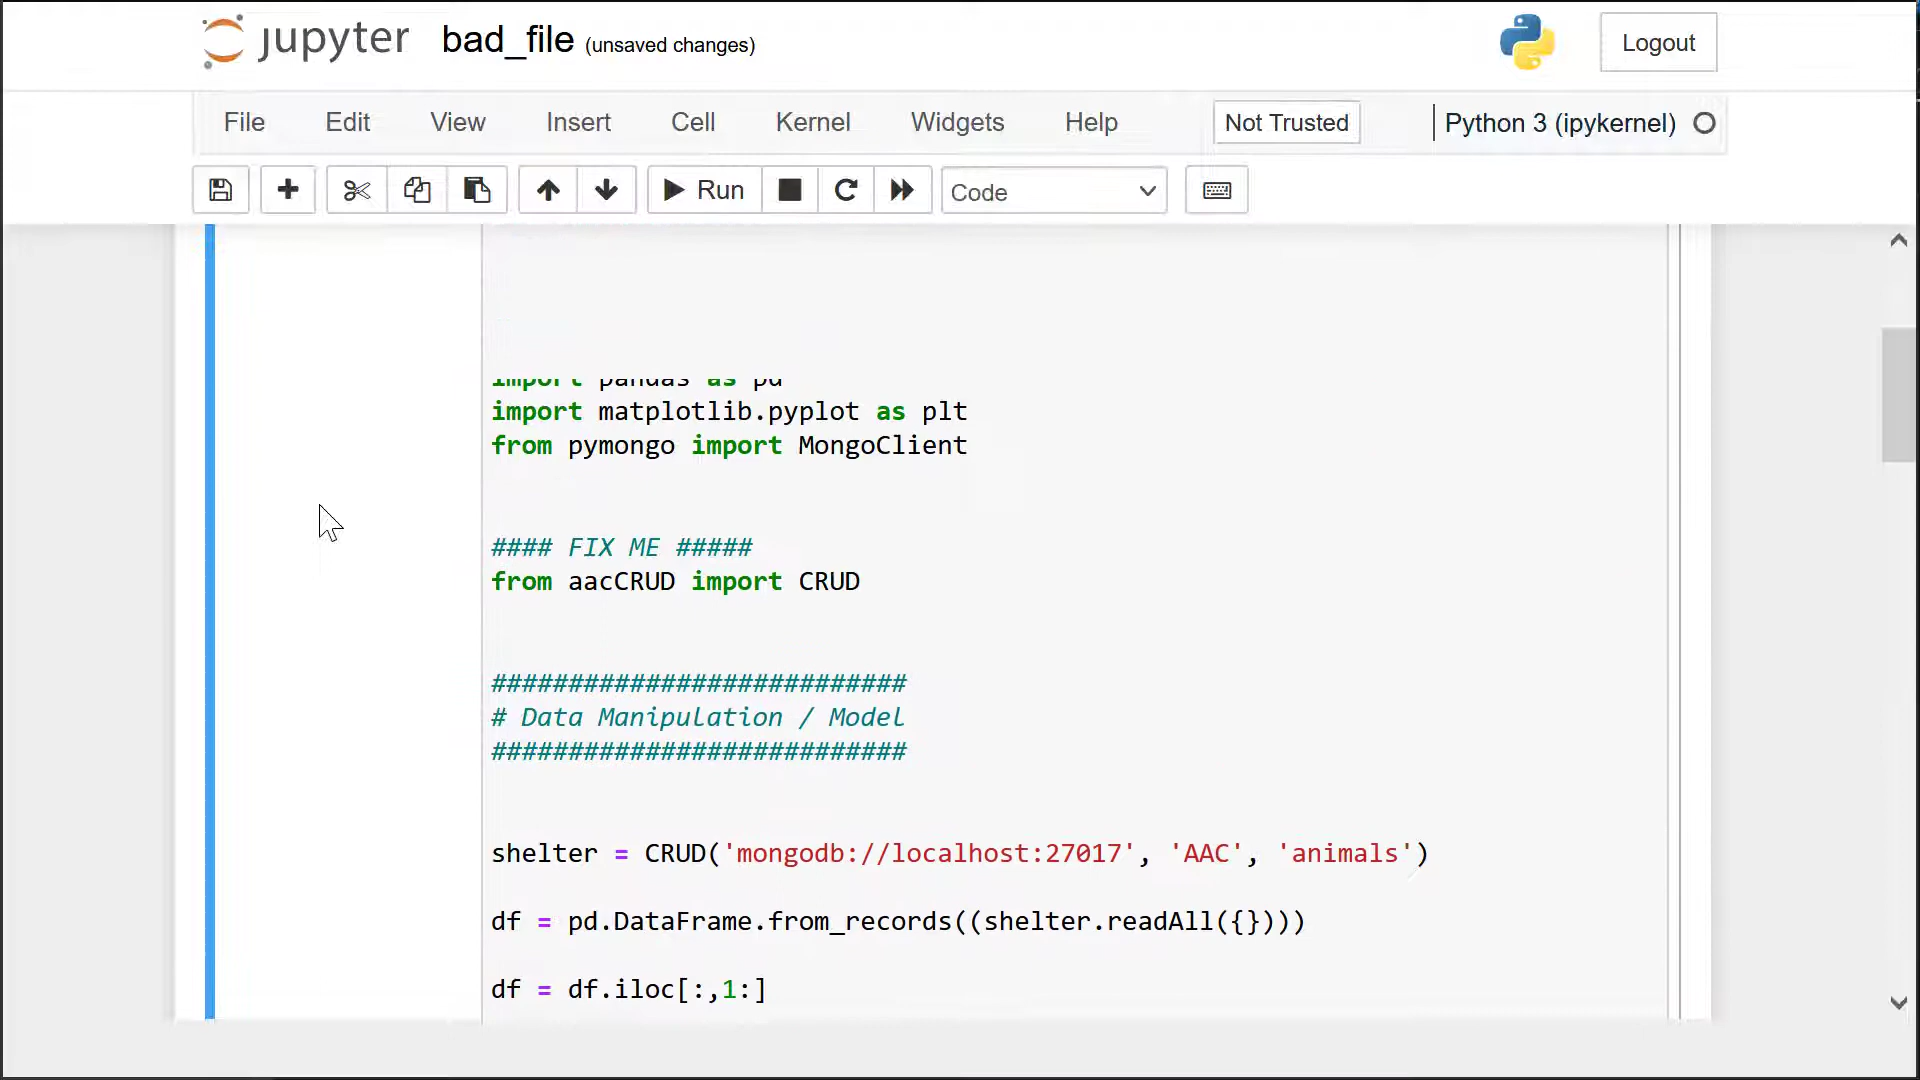 jupyter bad_file (unsaved changes) Logout
File Edit View Insert Cell Kernel Widgets Help Not Trusted Python 3 (ipykernel)
Run Code
import pandas as pd
import matplotlib.pyplot as plt
from pymongo import MongoClient
#### FIX ME #####
from aacCRUD import CRUD
###########################
# Data Manipulation / Model
###########################
shelter = CRUD('mongodb://localhost:27017', 'AAC', 'animals')
df = pd.DataFrame.from_records((shelter.readAll({})))
df = df.iloc[:,1:]